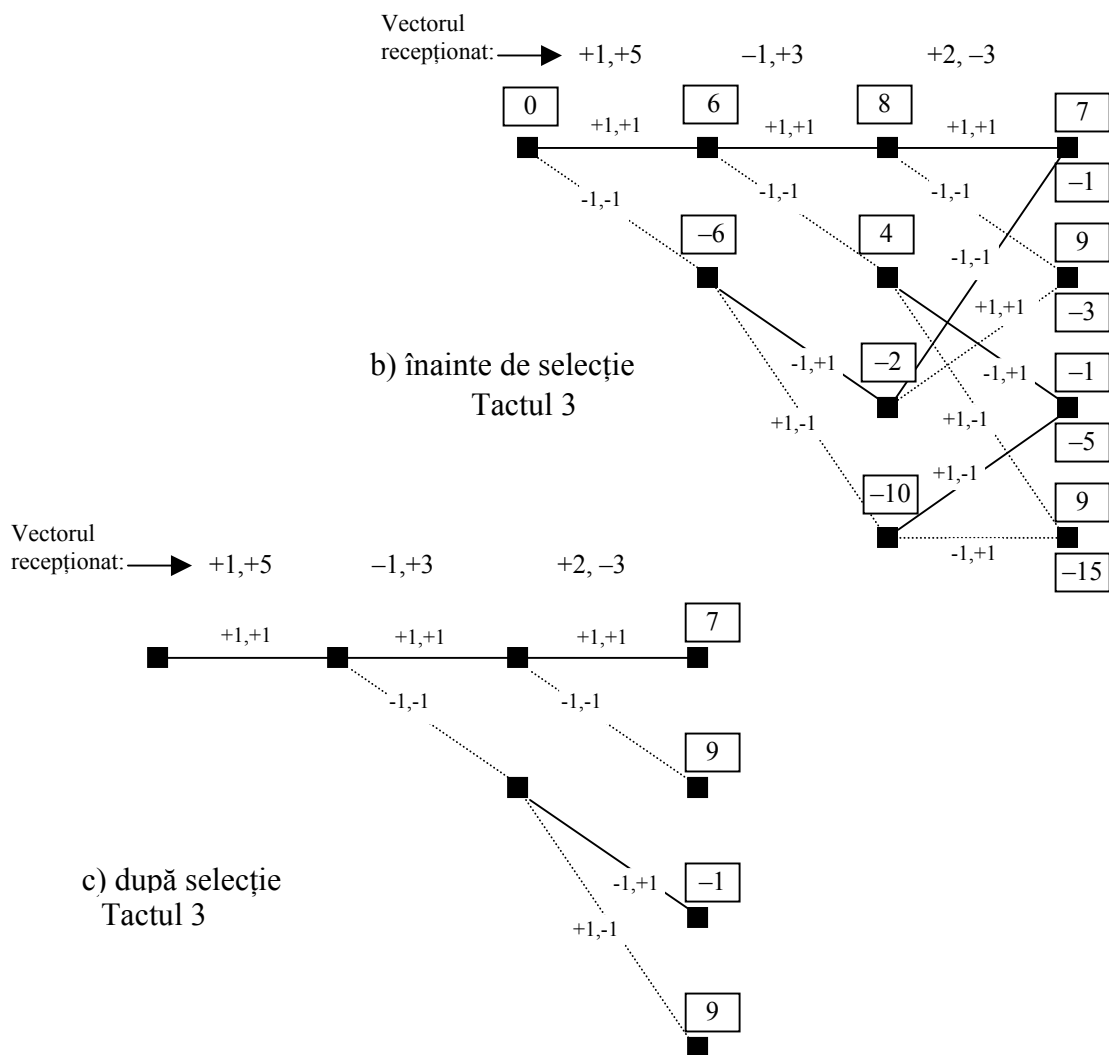 Vectorul
recepționat:
+1,+5 –1,+3 +2, –3
0 6 8 7
+1,+1 +1,+1 +1,+1
–1
-1,-1 -1,-1 -1,-1
–6 4 9
-1,-1
+1,+1
–3
b) înainte de selecție
Tactul 3
–2 –1
-1,+1 -1,+1
+1,-1 +1,-1
–5
+1,-1
–10 9
-1,+1
–15
Vectorul
recepționat:
+1,+5 –1,+3 +2, –3
7
+1,+1 +1,+1 +1,+1
-1,-1 -1,-1
9
c) după selecție
Tactul 3
-1,+1
–1
+1,-1
9